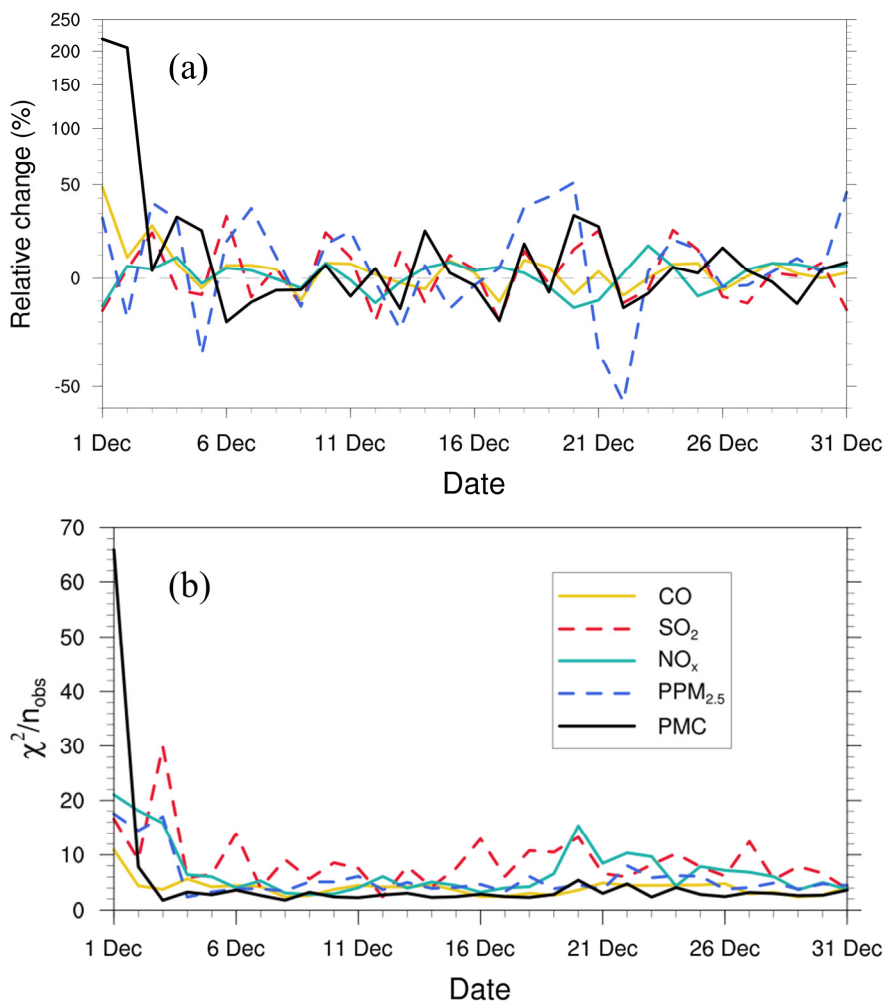 (a)
Relative change (%)
250
200
150
100
50
0
-50
1 Dec 6 Dec 11 Dec 16 Dec 21 Dec 26 Dec 31 Dec
Date
(b)
χ²/n_obs
70
60
50
40
30
20
10
0
CO
SO₂
NOₓ
PPM₂.₅
PMC
1 Dec 6 Dec 11 Dec 16 Dec 21 Dec 26 Dec 31 Dec
Date